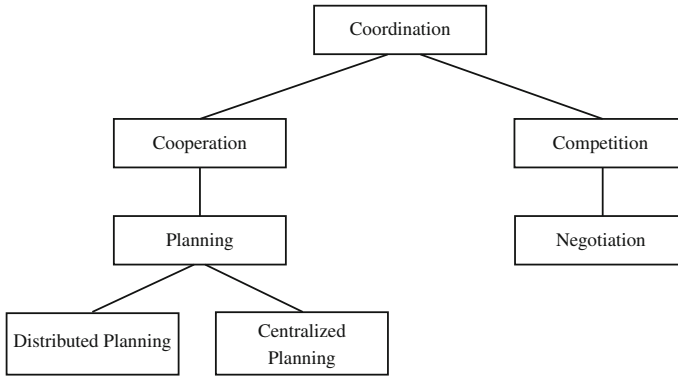 Coordination
Cooperation
Competition
Planning
Negotiation
Distributed Planning
Centralized
Planning